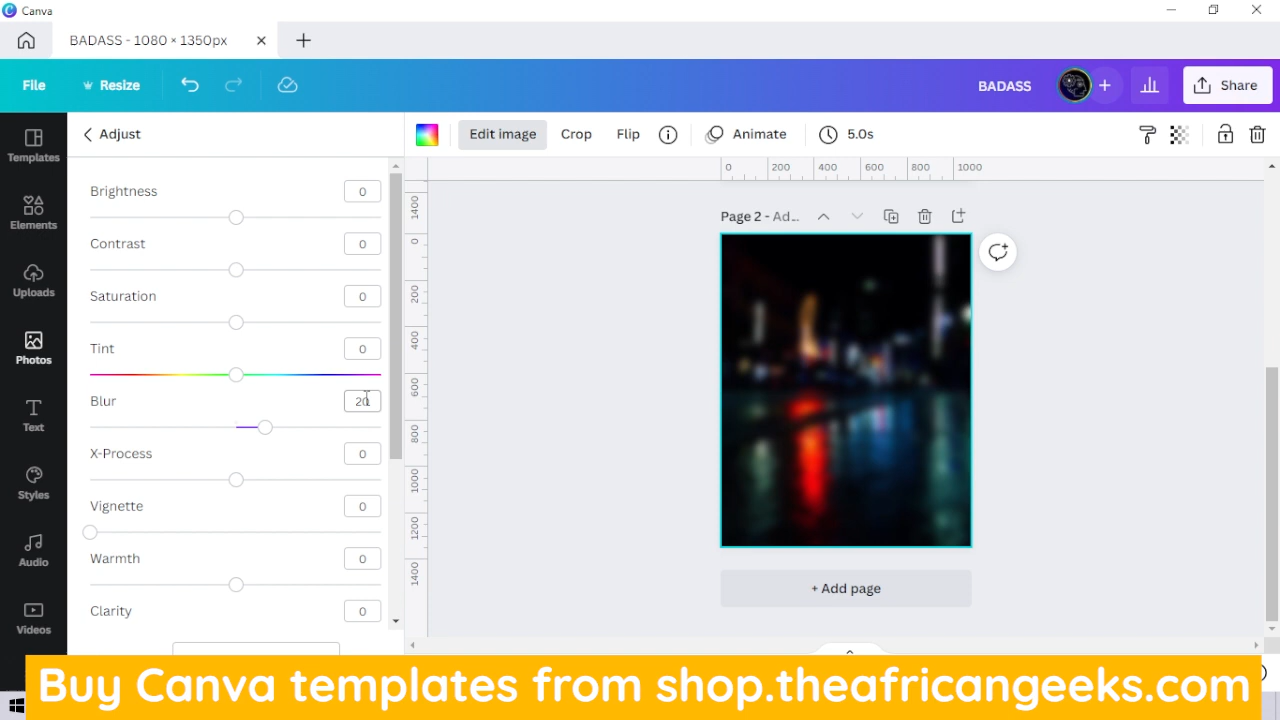 Canva
BADASS - 1080 × 1350px
File
Resize
BADASS
Share
Templates
Elements
Uploads
Photos
Text
Styles
Audio
Videos
Adjust
Brightness 0
Contrast 0
Saturation 0
Tint 0
Blur 20
X-Process 0
Vignette 0
Warmth 0
Clarity 0
Edit image Crop Flip Animate 5.0s
0 200 400 600 800 1000
1400
0
200
400
600
800
1000
1200
1400
Page 2 - Ad...
+ Add page
Buy Canva templates from shop.theafricangeeks.com